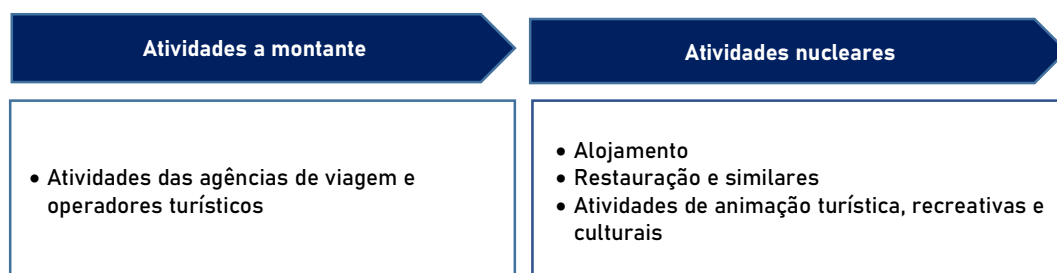 Atividades a montante
Atividades nucleares
• Atividades das agências de viagem e
operadores turísticos
• Alojamento
• Restauração e similares
• Atividades de animação turística, recreativas e
culturais